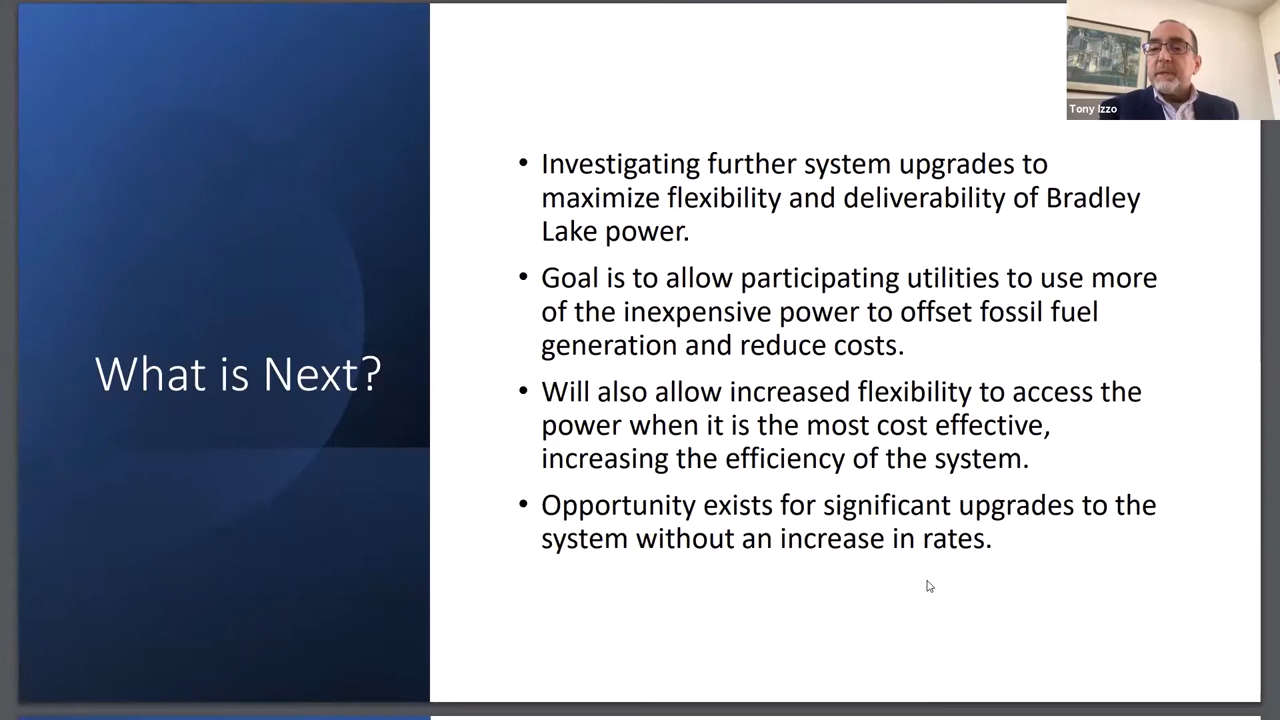 Tony Izzo
What is Next?
• Investigating further system upgrades to
maximize flexibility and deliverability of Bradley
Lake power.
• Goal is to allow participating utilities to use more
of the inexpensive power to offset fossil fuel
generation and reduce costs.
• Will also allow increased flexibility to access the
power when it is the most cost effective,
increasing the efficiency of the system.
• Opportunity exists for significant upgrades to the
system without an increase in rates.